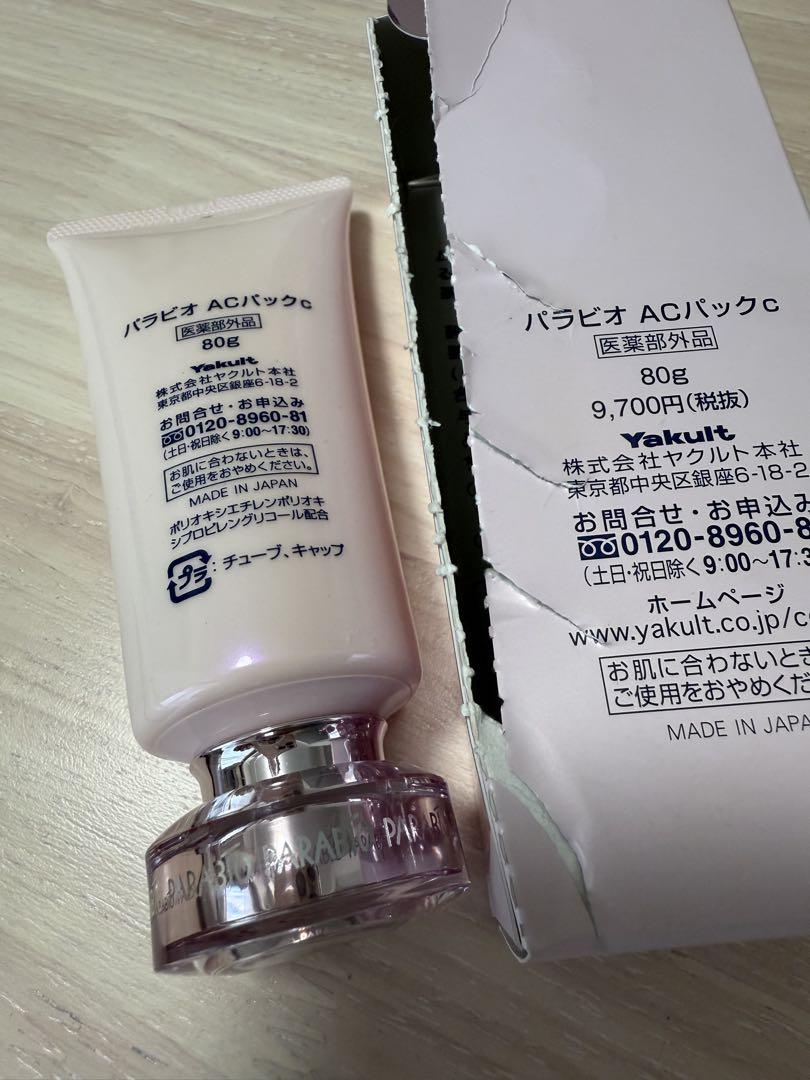 パラビオ ACパックc
医薬部外品
80g
Yakult
株式会社ヤクルト本社
東京都中央区銀座6-18-2
お問合せ・お申込み
0120-8960-81
(土日・祝日除く 9:00〜17:30)
お肌に合わないときは、
ご使用をおやめください。
MADE IN JAPAN
ポリオキシエチレンポリオキ
シプロピレングリコール配合
プラ : チューブ、キャップ
PARABIO PARABIO PARAB
パラビオ ACパックc
医薬部外品
80g
9,700円(税抜)
Yakult
株式会社ヤクルト本社
東京都中央区銀座6-18-2
お問合せ・お申込み
0120-8960-8
(土日・祝日除く 9:00〜17:3
ホームページ
www.yakult.co.jp/c
お肌に合わないとき
ご使用をおやめくだ
MADE IN JAPA